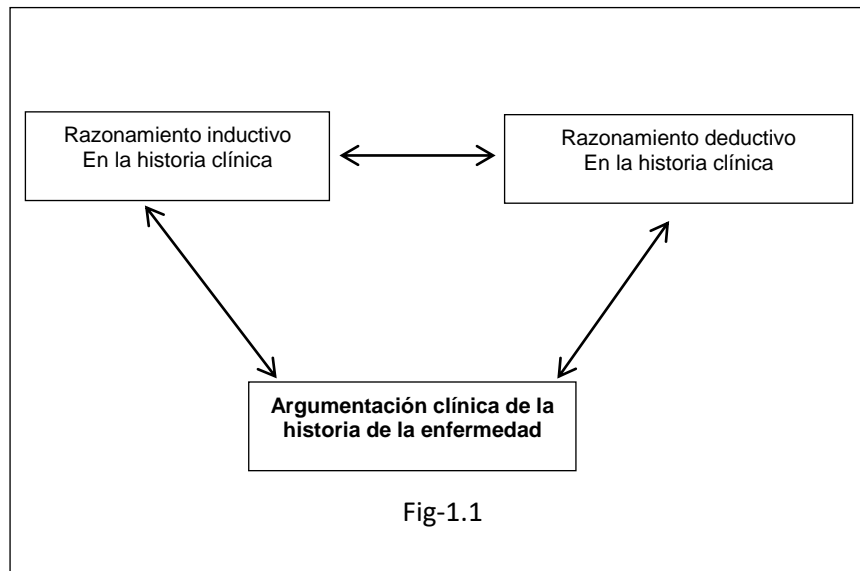 Razonamiento inductivo
En la historia clínica
Razonamiento deductivo
En la historia clínica
Argumentación clínica de la
historia de la enfermedad
Fig-1.1